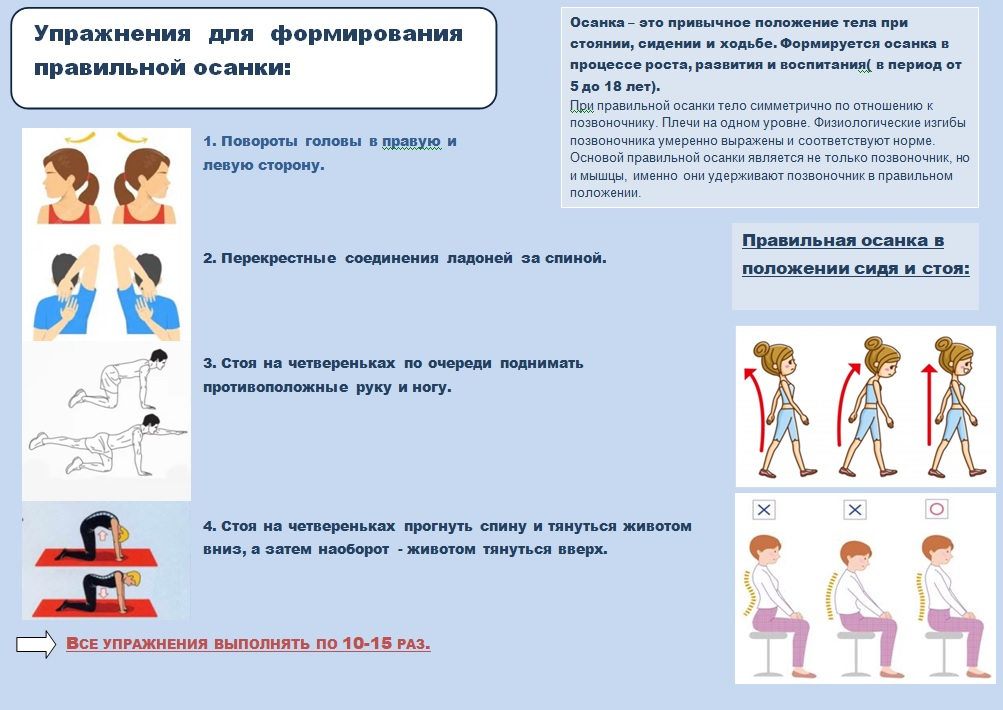 Упражнения для формирования
правильной осанки:
Осанка – это привычное положение тела при
стоянии, сидении и ходьбе. Формируется осанка в
процессе роста, развития и воспитания( в период от
5 до 18 лет).
При правильной осанки тело симметрично по отношению к
позвоночнику. Плечи на одном уровне. Физиологические изгибы
позвоночника умеренно выражены и соответствуют норме.
Основой правильной осанки является не только позвоночник, но
и мышцы, именно они удерживают позвоночник в правильном
положении.
1. Повороты головы в правую и
левую сторону.
2. Перекрестные соединения ладоней за спиной.
3. Стоя на четвереньках по очереди поднимать
противоположные руку и ногу.
4. Стоя на четвереньках прогнуть спину и тянуться животом
вниз, а затем наоборот - животом тянуться вверх.
Все упражнения выполнять по 10-15 раз.
Правильная осанка в
положении сидя и стоя: